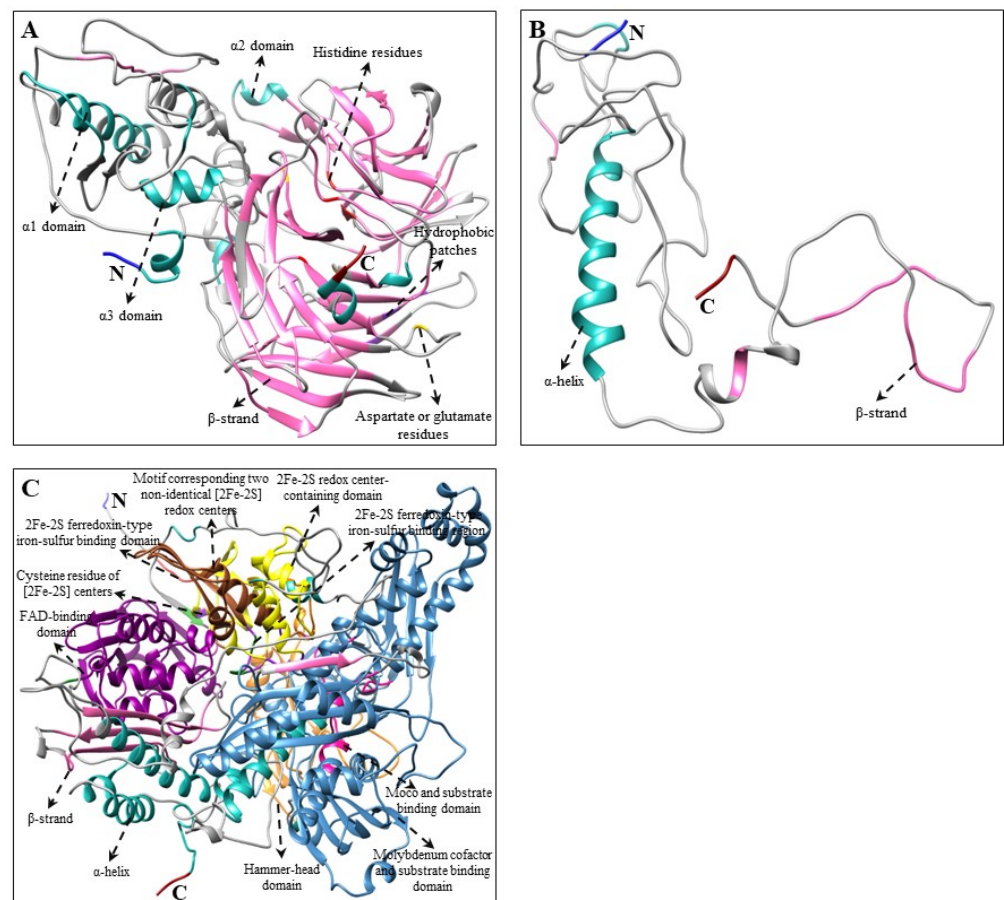 A
α2 domain
Histidine residues
α1 domain
N
α3 domain
Hydrophobic
patches
C
β-strand
Aspartate or glutamate
residues
B
N
C
α-helix
β-strand
C
N
Motif corresponding two
non-identical [2Fe-2S]
redox centers
2Fe-2S redox center-
containing domain
2Fe-2S ferredoxin-type
iron-sulfur binding domain
2Fe-2S ferredoxin-type
iron-sulfur binding region
Cysteine residue of
[2Fe-2S] centers
FAD-binding
domain
β-strand
α-helix
C
Hammer-head
domain
Moco and substrate
binding domain
Molybdenum cofactor
and substrate binding
domain